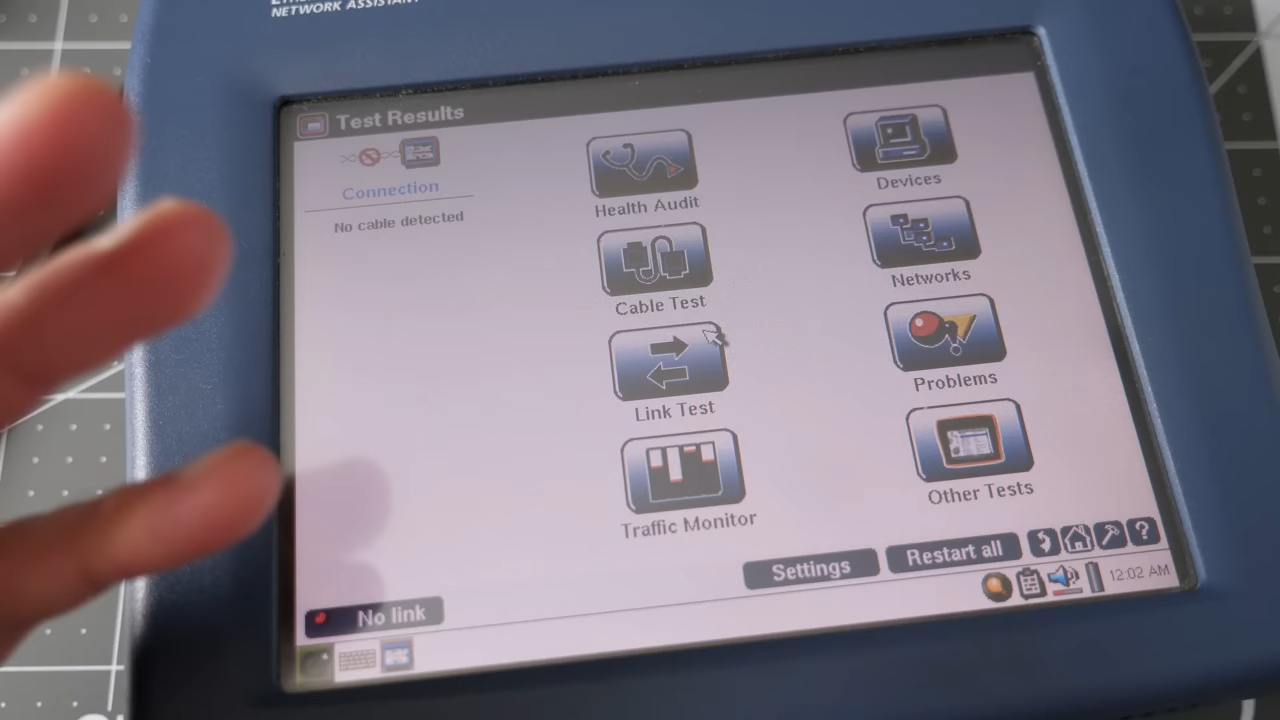 NETWORK ASSISTANT
Test Results
Connection
No cable detected
Health Audit
Cable Test
Link Test
Traffic Monitor
Devices
Networks
Problems
Other Tests
Settings
Restart all
?
No link
12:02 AM